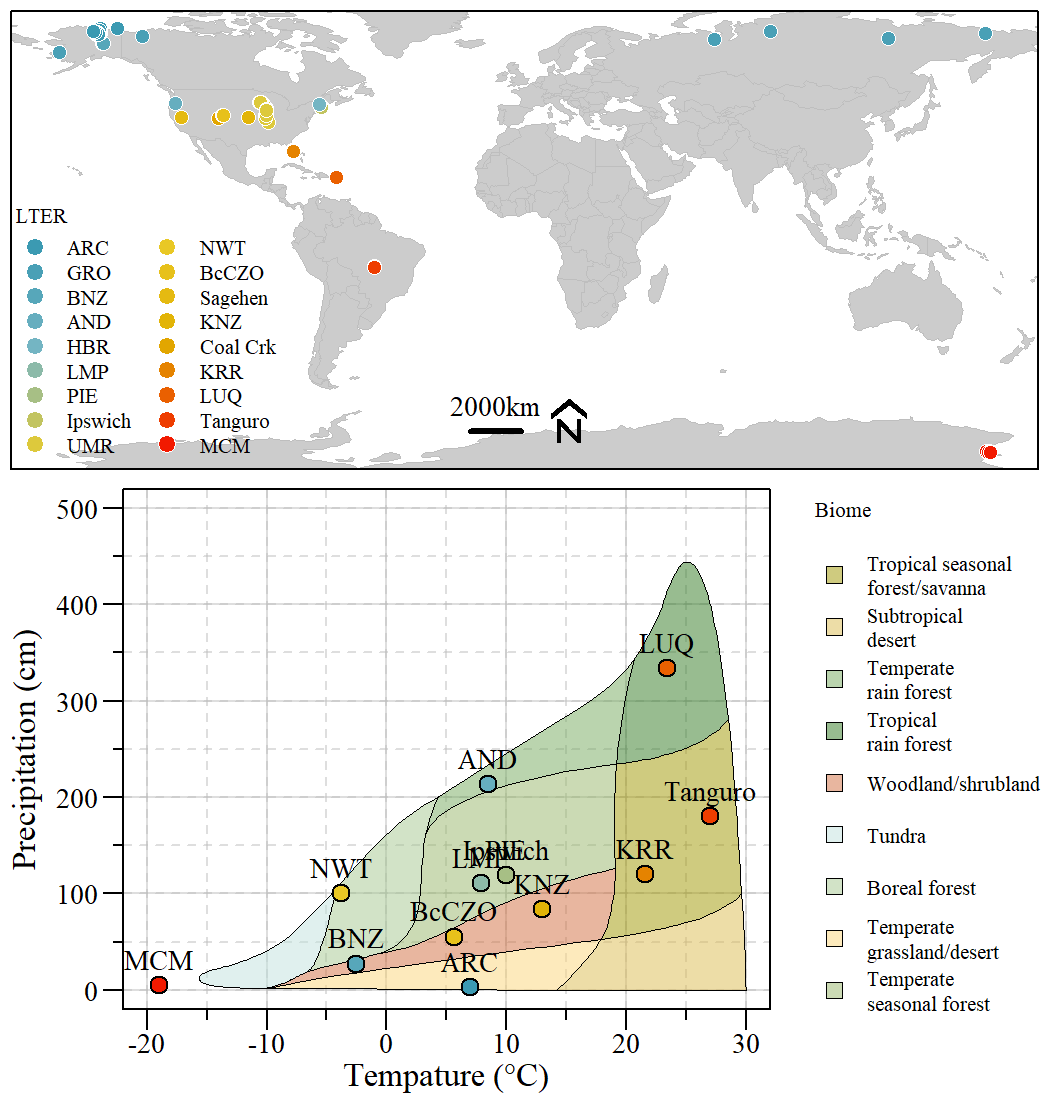 LTER
ARC
GRO
BNZ
AND
HBR
LMP
PIE
Ipswich
UMR
NWT
BcCZO
Sagehen
KNZ
Coal Crk
KRR
LUQ
Tanguro
MCM
2000km
N
Precipitation (cm)
500
400
300
200
100
0
LUQ
AND
Tanguro
Ipswich
PIE
LMP
KRR
NWT
KNZ
BcCZO
BNZ
ARC
MCM
-20
-10
0
10
20
30
Tempature (°C)
Biome
Tropical seasonal
forest/savanna
Subtropical
desert
Temperate
rain forest
Tropical
rain forest
Woodland/shrubland
Tundra
Boreal forest
Temperate
grassland/desert
Temperate
seasonal forest